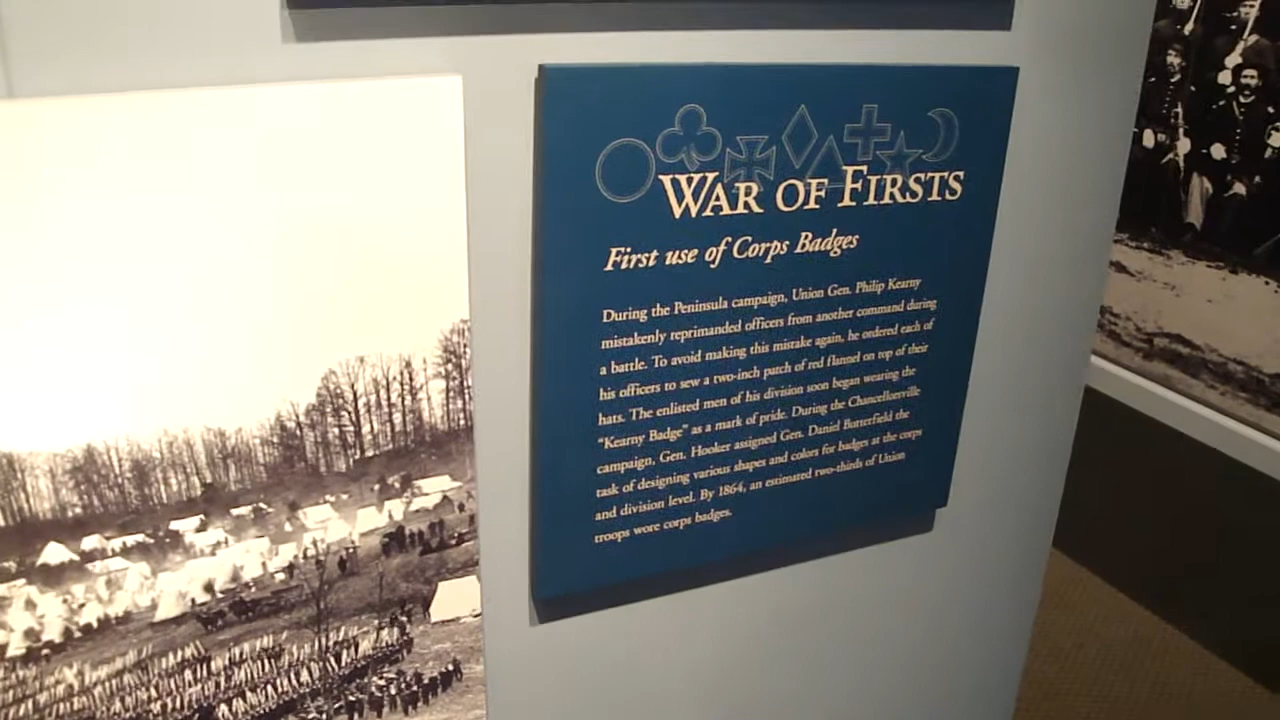 WAR OF FIRSTS
First use of Corps Badges
During the Peninsula campaign, Union Gen. Philip Kearny
mistakenly reprimanded officers from another command during
a battle. To avoid making this mistake again, he ordered each of
his officers to sew a two-inch patch of red flannel on top of their
hats. The enlisted men of his division soon began wearing the
"Kearny Badge" as a mark of pride. During the Chancellorsville
campaign, Gen. Hooker assigned Gen. Daniel Butterfield the
task of designing various shapes and colors for badges at the corps
and division level. By 1864, an estimated two-thirds of Union
troops wore corps badges.